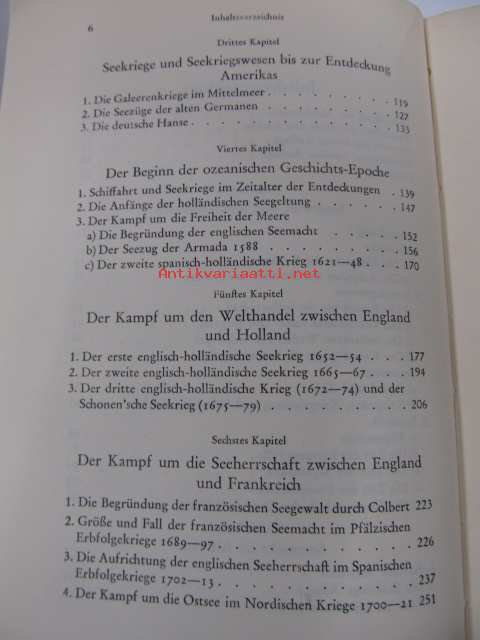 6
Inhaltsverzeichnis
Drittes Kapitel
Seekriege und Seekriegswesen bis zur Entdeckung
Amerikas
1. Die Galeerenkriege im Mittelmeer . . . . . . . . . 119
2. Die Seezüge der alten Germanen . . . . . . . . . 127
3. Die deutsche Hanse . . . . . . . . . . . . . . 133
Viertes Kapitel
Der Beginn der ozeanischen Geschichts-Epoche
1. Schiffahrt und Seekriege im Zeitalter der Entdeckungen . 139
2. Die Anfänge der holländischen Seegeltung . . . . . . 147
3. Der Kampf um die Freiheit der Meere
a) Die Begründung der englischen Seemacht . . . . . 152
b) Der Seezug der Armada 1588 . . . . . . . . . 156
c) Der zweite spanisch-holländische Krieg 1621—48 . . . 170
Antikvariaatti.net
Fünftes Kapitel
Der Kampf um den Welthandel zwischen England
und Holland
1. Der erste englisch-holländische Seekrieg 1652—54 . . . 177
2. Der zweite englisch-holländische Seekrieg 1665—67 . . 194
3. Der dritte englisch-holländische Krieg (1672—74) und der
Schonen'sche Seekrieg (1675—79) . . . . . . . . . 206
Sechstes Kapitel
Der Kampf um die Seeherrschaft zwischen England
und Frankreich
1. Die Begründung der französischen Seegewalt durch Colbert 223
2. Größe und Fall der französischen Seemacht im Pfälzischen
Erbfolgekriege 1689—97 . . . . . . . . . . . . 226
3. Die Aufrichtung der englischen Seeherrschaft im Spanischen
Erbfolgekriege 1702—13 . . . . . . . . . . . . 237
4. Der Kampf um die Ostsee im Nordischen Kriege 1700—21 251